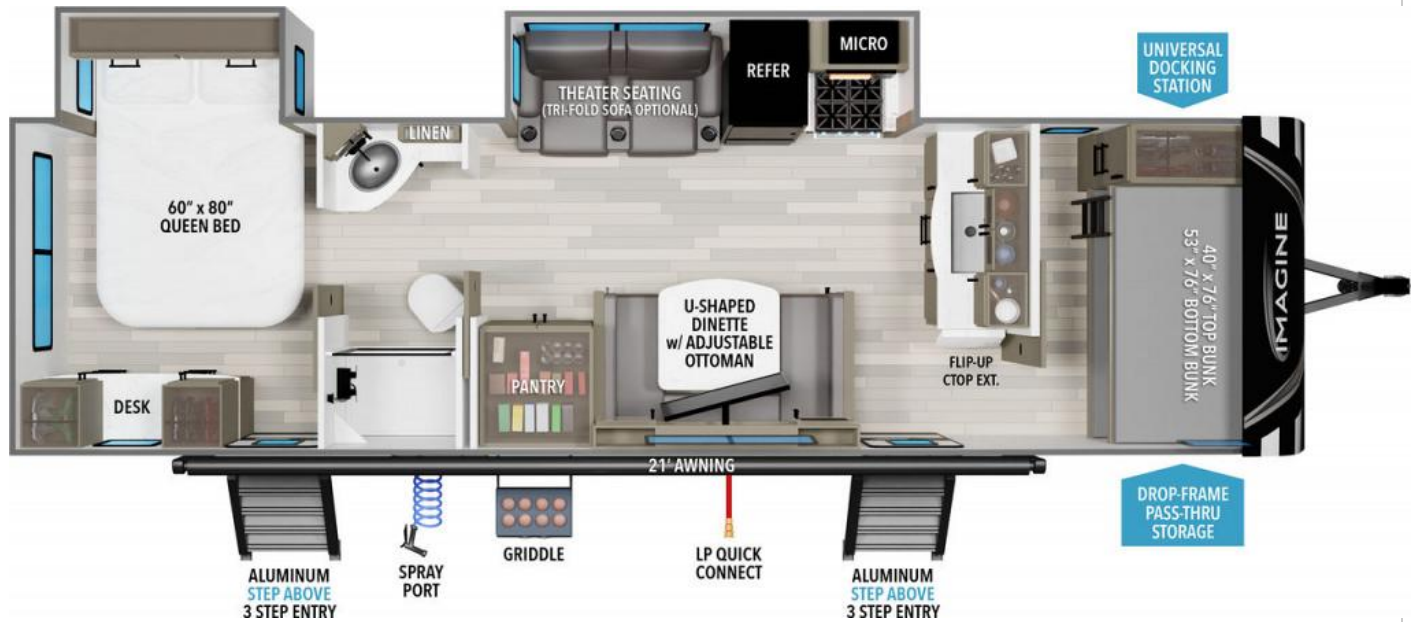 UNIVERSAL
DOCKING
STATION
MICRO
REFER
THEATER SEATING
(TRI-FOLD SOFA OPTIONAL)
LINEN
60" x 80"
QUEEN BED
40" x 76" TOP BUNK
53" x 76" BOTTOM BUNK
IMAGINE
U-SHAPED
DINETTE
w/ ADJUSTABLE
OTTOMAN
FLIP-UP
CTOP EXT.
PANTRY
DESK
21' AWNING
DROP-FRAME
PASS-THRU
STORAGE
GRIDDLE
LP QUICK
CONNECT
SPRAY
PORT
ALUMINUM
STEP ABOVE
3 STEP ENTRY
ALUMINUM
STEP ABOVE
3 STEP ENTRY